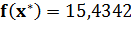 f(x*) = 15,4342